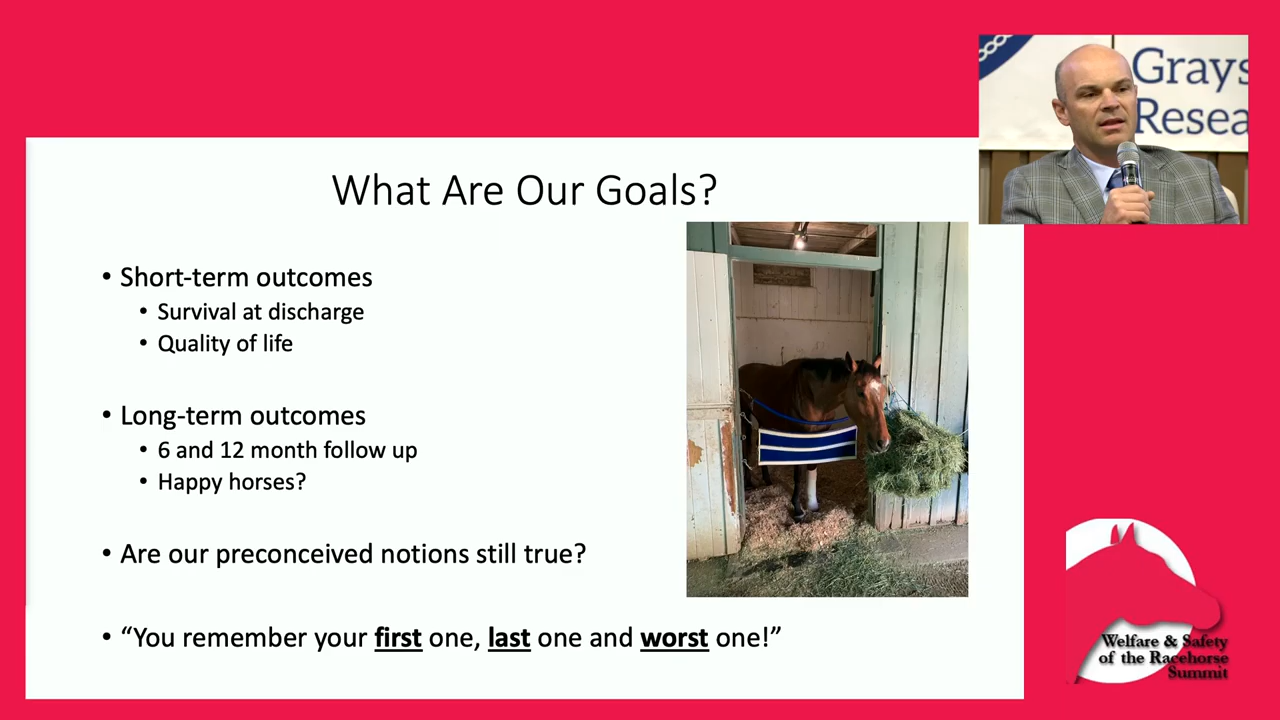 Grays
Resea
What Are Our Goals?
• Short-term outcomes
• Survival at discharge
• Quality of life
• Long-term outcomes
• 6 and 12 month follow up
• Happy horses?
• Are our preconceived notions still true?
• “You remember your first one, last one and worst one!”
Welfare & Safety
of the Racehorse
Summit